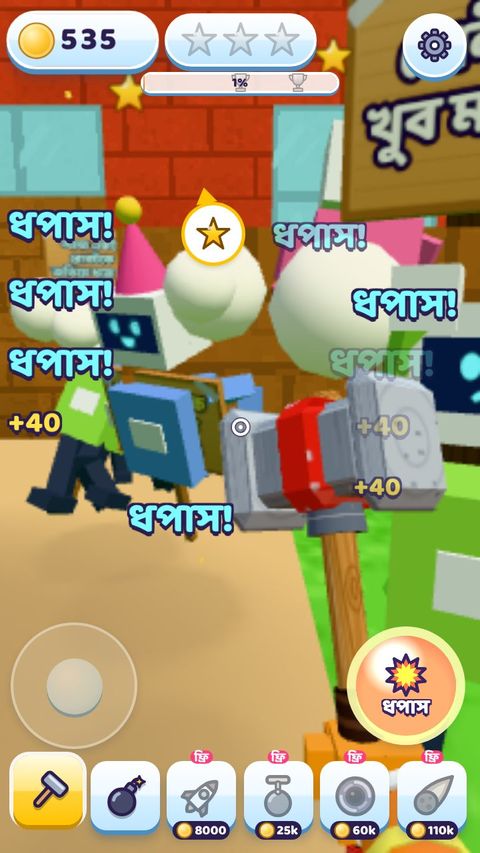 535
1%
খুব ম
ধপাস!
ধপাস!
ধপাস!
ধপাস!
ধপাস!
ধপাস!
+40
+40
+40
ধপাস!
ধপাস
ফ্রি
ফ্রি
ফ্রি
ফ্রি
8000
25k
60k
110k